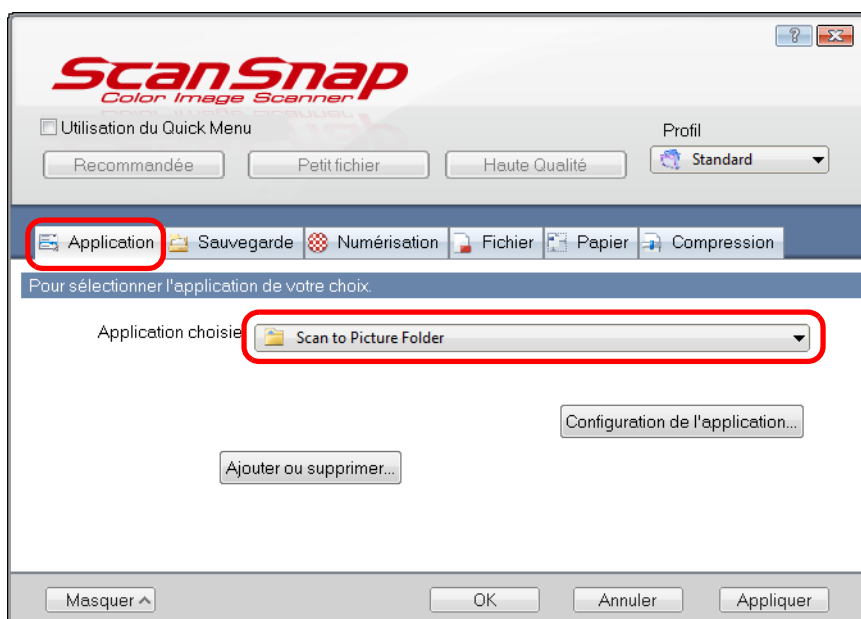 ScanSnap
Color Image Scanner
Utilisation du Quick Menu
Profil
Recommandée Petit fichier Haute Qualité Standard
Application Sauvegarde Numérisation Fichier Papier Compression
Pour sélectionner l'application de votre choix.
Application choisie Scan to Picture Folder
Configuration de l'application...
Ajouter ou supprimer...
Masquer OK Annuler Appliquer